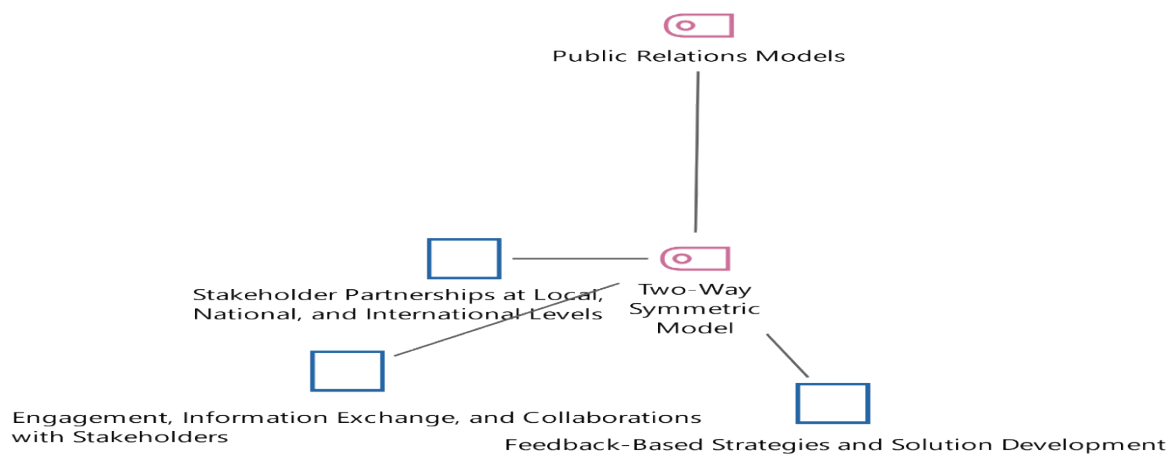 Public Relations Models
Stakeholder Partnerships at Local,
National, and International Levels
Two-Way
Symmetric
Model
Engagement, Information Exchange, and Collaborations
with Stakeholders
Feedback-Based Strategies and Solution Development